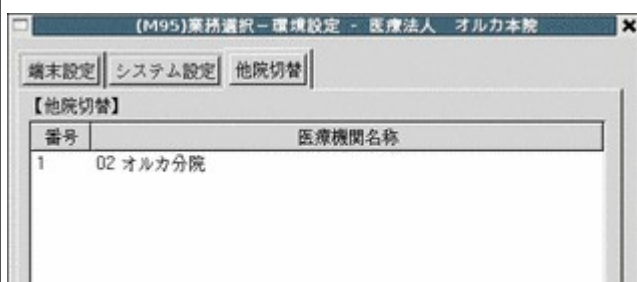 (M95)業務選択－環境設定 - 医療法人　オルカ本院
端末設定 システム設定 他院切替
【他院切替】
番号 医療機関名称
1 02 オルカ分院